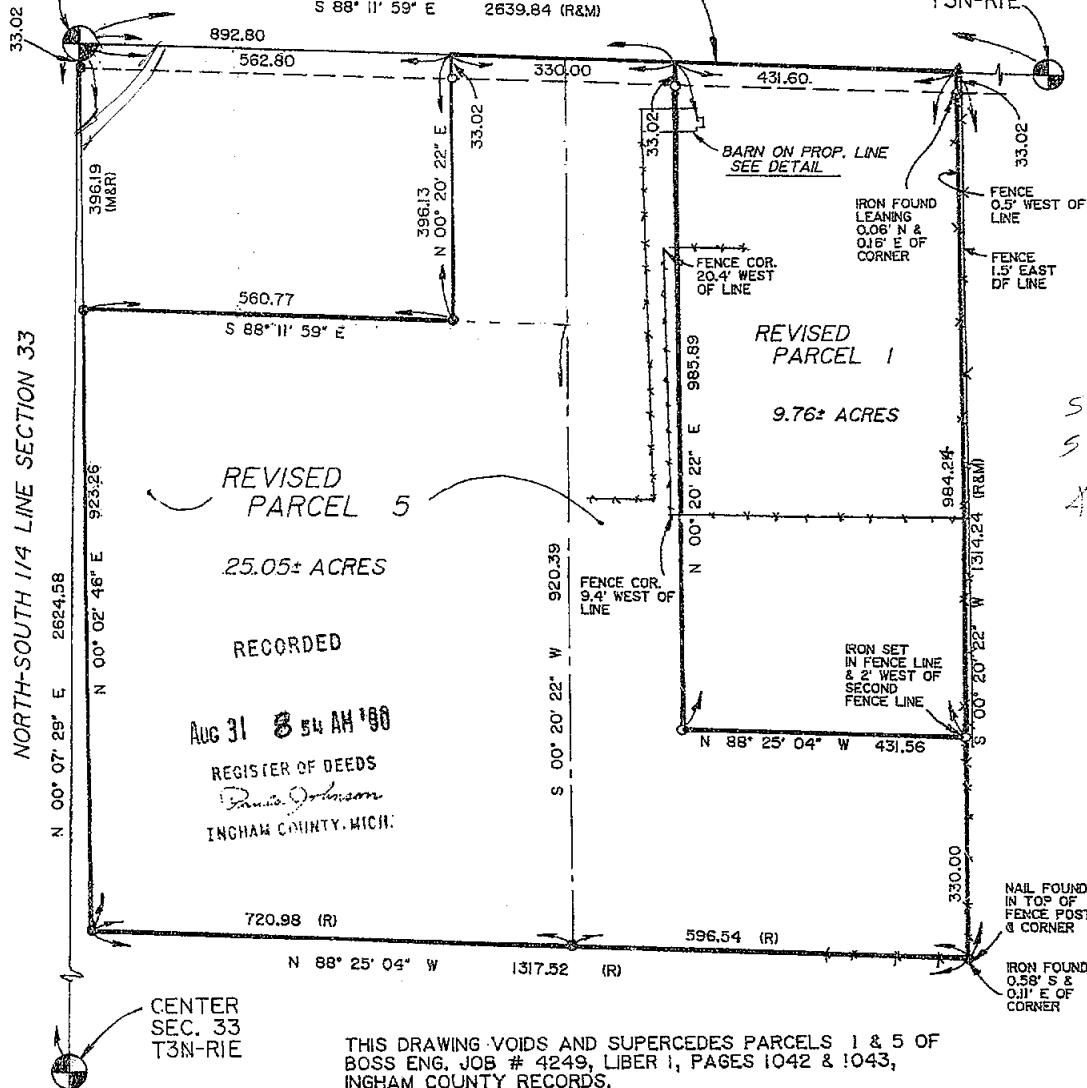 S 88° 11' 59" E 2639.84 (R&M)
T3N-R1E
33.02
892.80
562.80
330.00
431.60
33.02
33.02
33.02
396.19
(M&R)
396.13
N 00° 20' 22" E
BARN ON PROP. LINE
SEE DETAIL
IRON FOUND
LEANING
0.06' N &
0.16' E OF
CORNER
FENCE
0.5' WEST OF
LINE
FENCE
1.5' EAST
OF LINE
FENCE COR.
20.4' WEST
OF LINE
560.77
S 88° 11' 59" E
REVISED
PARCEL 1
9.76± ACRES
N 00° 20' 22" E 985.89
984.24
S 00° 20' 22" W 1314.24 (R&M)
NORTH-SOUTH 1/4 LINE SECTION 33
N 00° 07' 29" E 2624.58
N 00° 02' 46" E 923.26
REVISED
PARCEL 5
25.05± ACRES
S 00° 20' 22" W 920.39
FENCE COR.
9.4' WEST OF
LINE
RECORDED
Aug 31 8 54 AM '88
REGISTER OF DEEDS
Johnson
INGHAM COUNTY, MICH.
IRON SET
IN FENCE LINE
& 2' WEST OF
SECOND
FENCE LINE
N 88° 25' 04" W 431.56
330.00
NAIL FOUND
IN TOP OF
FENCE POST
@ CORNER
720.98 (R)
596.54 (R)
N 88° 25' 04" W 1317.52 (R)
IRON FOUND
0.58' S &
0.11' E OF
CORNER
CENTER
SEC. 33
T3N-R1E
THIS DRAWING VOIDS AND SUPERCEDES PARCELS 1 & 5 OF
BOSS ENG. JOB # 4249, LIBER 1, PAGES 1042 & 1043,
INGHAM COUNTY RECORDS.